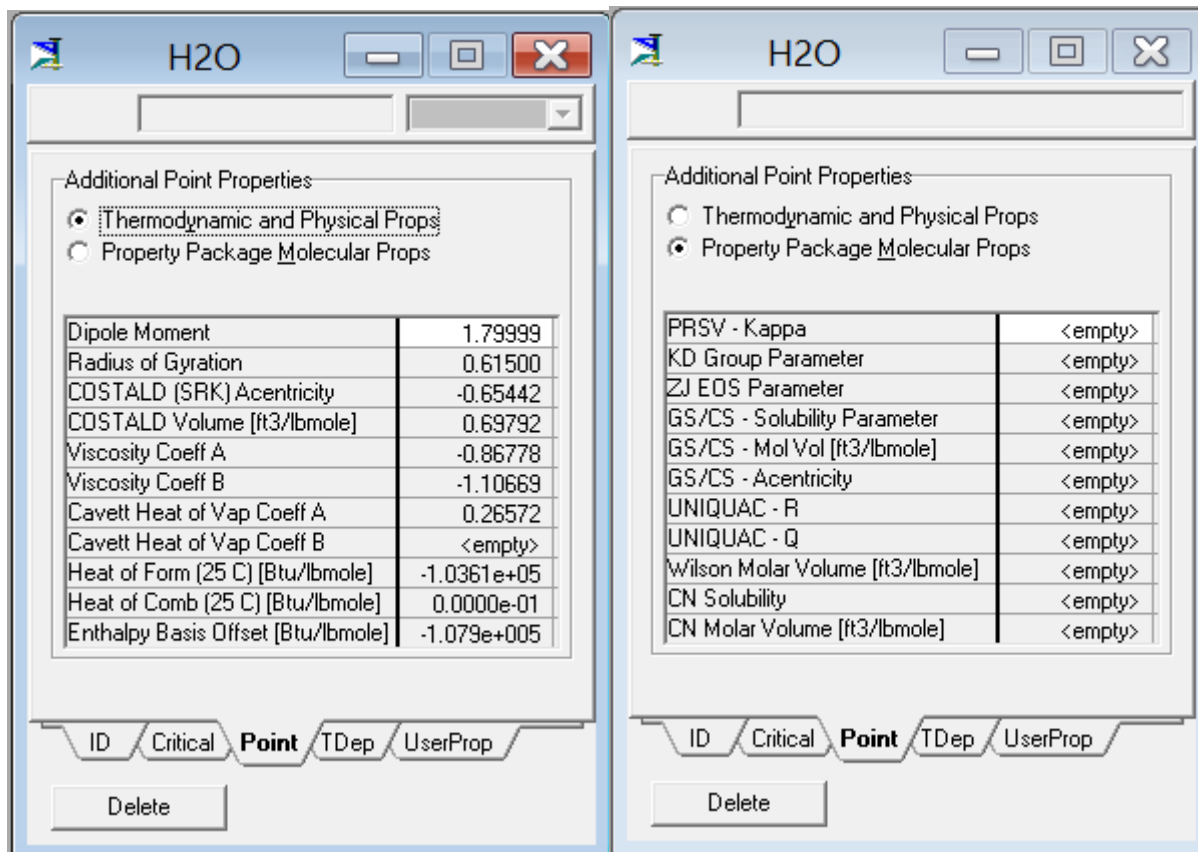 H2O
Additional Point Properties
Thermodynamic and Physical Props
Property Package Molecular Props
Dipole Moment 1.79999
Radius of Gyration 0.61500
COSTALD (SRK) Acentricity -0.65442
COSTALD Volume [ft3/lbmole] 0.69792
Viscosity Coeff A -0.86778
Viscosity Coeff B -1.10669
Cavett Heat of Vap Coeff A 0.26572
Cavett Heat of Vap Coeff B <empty>
Heat of Form (25 C) [Btu/lbmole] -1.0361e+05
Heat of Comb (25 C) [Btu/lbmole] 0.0000e-01
Enthalpy Basis Offset [Btu/lbmole] -1.079e+005
ID Critical Point TDep UserProp
Delete
H2O
Additional Point Properties
Thermodynamic and Physical Props
Property Package Molecular Props
PRSV - Kappa <empty>
KD Group Parameter <empty>
ZJ EOS Parameter <empty>
GS/CS - Solubility Parameter <empty>
GS/CS - Mol Vol [ft3/lbmole] <empty>
GS/CS - Acentricity <empty>
UNIQUAC - R <empty>
UNIQUAC - Q <empty>
Wilson Molar Volume [ft3/lbmole] <empty>
CN Solubility <empty>
CN Molar Volume [ft3/lbmole] <empty>
ID Critical Point TDep UserProp
Delete